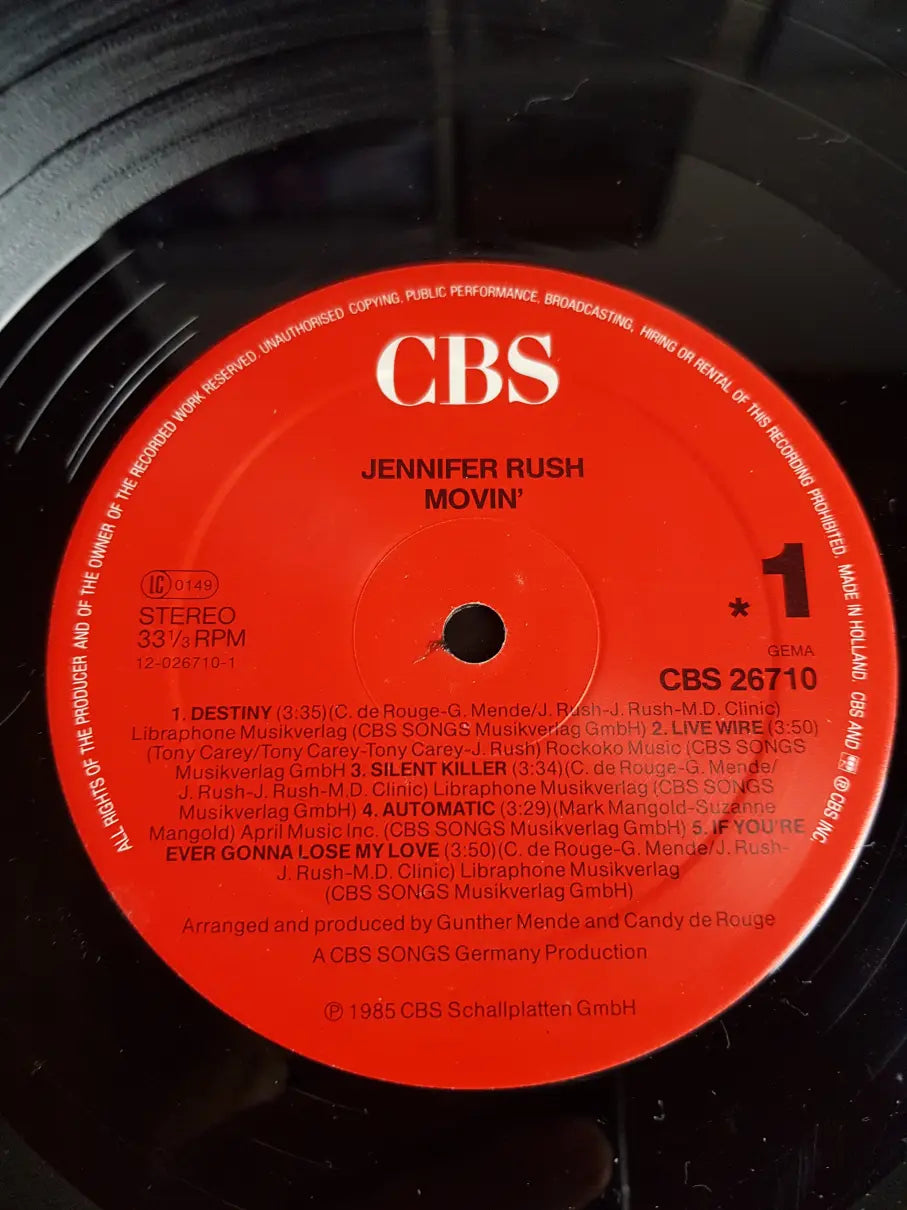 ALL RIGHTS OF THE PRODUCER AND OF THE OWNER OF THE RECORDED WORK RESERVED. UNAUTHORISED COPYING, PUBLIC PERFORMANCE, BROADCASTING, HIRING OR RENTAL OF THIS RECORDING PROHIBITED. MADE IN HOLLAND. CBS AND ® CBS INC.
CBS
JENNIFER RUSH
MOVIN'
LC 0149
STEREO
33 1/3 RPM
12-026710-1
* 1
GEMA
CBS 26710
1. DESTINY (3:35)(C. de Rouge-G. Mende/J. Rush-J. Rush-M.D. Clinic)
Libraphone Musikverlag (CBS SONGS Musikverlag GmbH) 2. LIVE WIRE (3:50)
(Tony Carey/Tony Carey-Tony Carey-J. Rush) Rockoko Music (CBS SONGS
Musikverlag GmbH 3. SILENT KILLER (3:34)(C. de Rouge-G. Mende/
J. Rush-J. Rush-M.D. Clinic) Libraphone Musikverlag (CBS SONGS
Musikverlag GmbH) 4. AUTOMATIC (3:29)(Mark Mangold-Suzanne
Mangold) April Music Inc. (CBS SONGS Musikverlag GmbH) 5. IF YOU'RE
EVER GONNA LOSE MY LOVE (3:50)(C. de Rouge-G. Mende/J. Rush-
J. Rush-M.D. Clinic) Libraphone Musikverlag
(CBS SONGS Musikverlag GmbH)
Arranged and produced by Gunther Mende and Candy de Rouge
A CBS SONGS Germany Production
℗ 1985 CBS Schallplatten GmbH